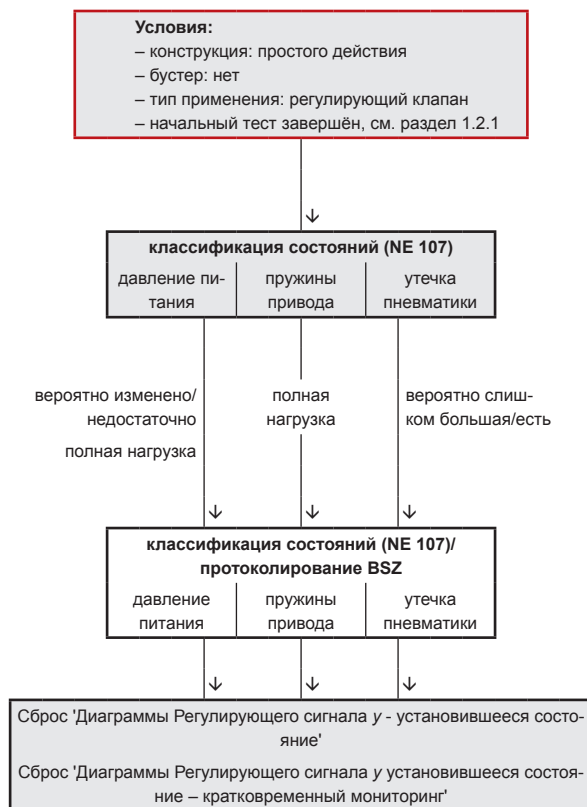 Условия:
– конструкция: простого действия
– бустер: нет
– тип применения: регулирующий клапан
– начальный тест завершён, см. раздел 1.2.1
классификация состояний (NE 107)
давление пи-
тания
пружины
привода
утечка
пневматики
вероятно изменено/
недостаточно
полная нагрузка
полная
нагрузка
вероятно слиш-
ком большая/есть
классификация состояний (NE 107)/
протоколирование BSZ
давление
питания
пружины
привода
утечка
пневматики
Сброс 'Диаграммы Регулирующего сигнала y - установившееся состо-
яние'
Сброс 'Диаграммы Регулирующего сигнала y установившееся состоя-
ние – кратковременный мониторинг'